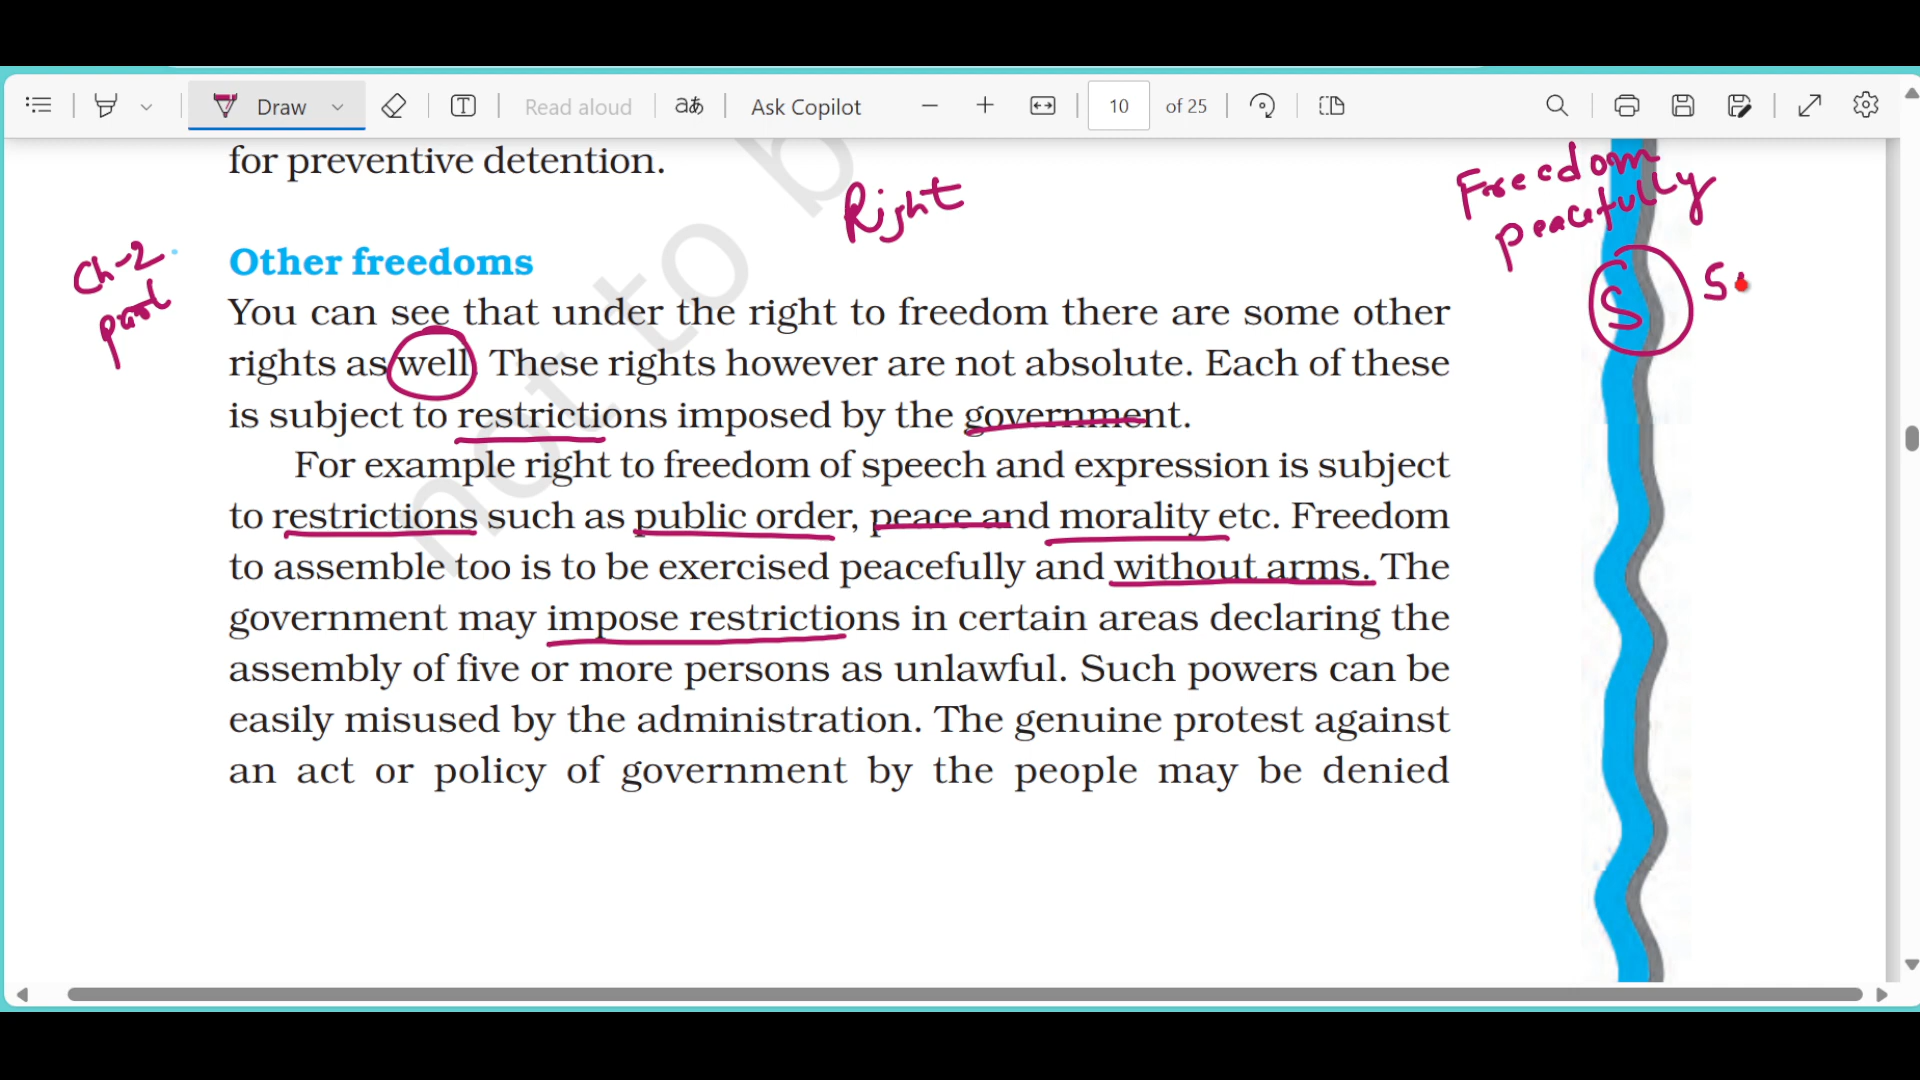 Draw
Read aloud
aあ
Ask Copilot
10 of 25
for preventive detention.
Right
Freedom
peacefully
Ch-2
part
S
S
Other freedoms
You can see that under the right to freedom there are some other
rights as well. These rights however are not absolute. Each of these
is subject to restrictions imposed by the government.
For example right to freedom of speech and expression is subject
to restrictions such as public order, peace and morality etc. Freedom
to assemble too is to be exercised peacefully and without arms. The
government may impose restrictions in certain areas declaring the
assembly of five or more persons as unlawful. Such powers can be
easily misused by the administration. The genuine protest against
an act or policy of government by the people may be denied
not to b